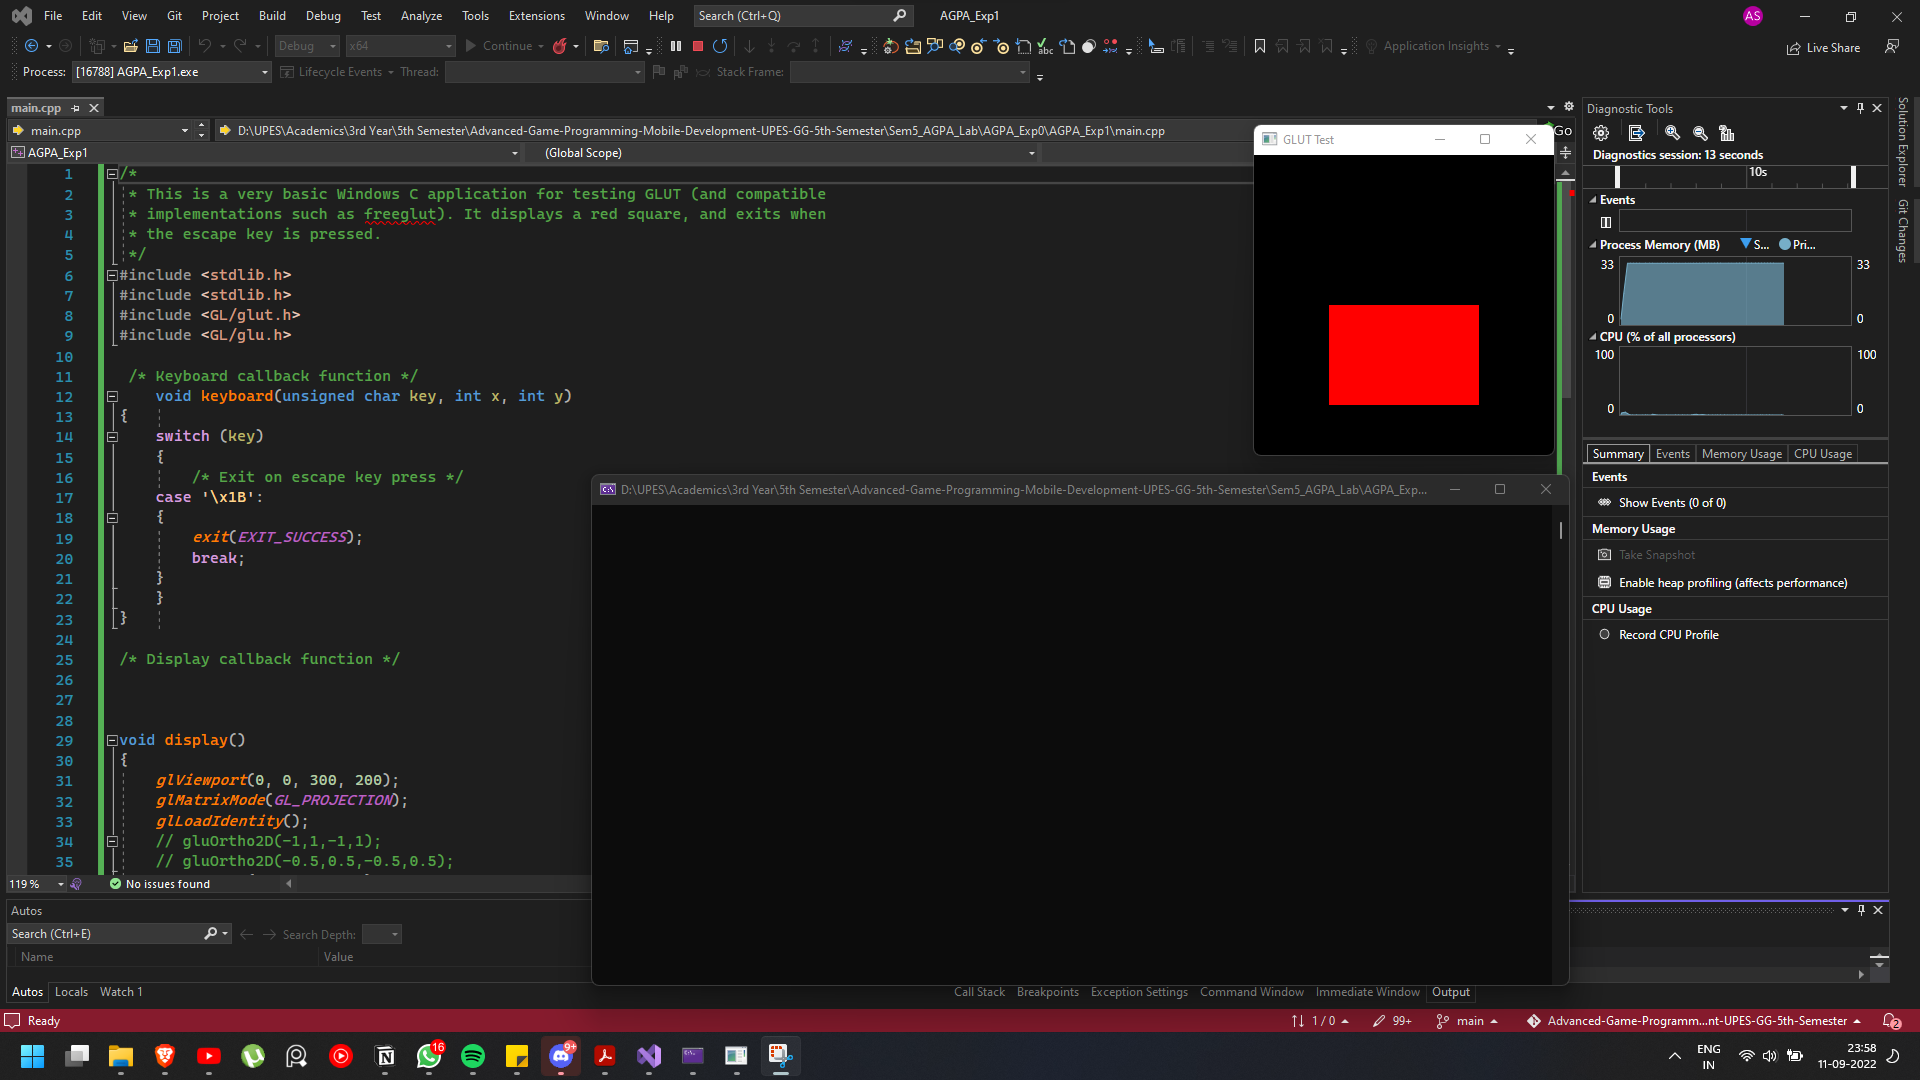 File Edit View Git Project Build Debug Test Analyze Tools Extensions Window Help Search (Ctrl+Q) AGPA_Exp1 AS
Debug x64 Continue Application Insights Live Share
Process: [16788] AGPA_Exp1.exe Lifecycle Events Thread: Stack Frame:
main.cpp
main.cpp D:\UPES\Academics\3rd Year\5th Semester\Advanced-Game-Programming-Mobile-Development-UPES-GG-5th-Semester\Sem5_AGPA_Lab\AGPA_Exp0\AGPA_Exp1\main.cpp Go
AGPA_Exp1 (Global Scope)
1 /*
2 * This is a very basic Windows C application for testing GLUT (and compatible
3 * implementations such as freeglut). It displays a red square, and exits when
4 * the escape key is pressed.
5 */
6 #include <stdlib.h>
7 #include <stdlib.h>
8 #include <GL/glut.h>
9 #include <GL/glu.h>
10
11 /* Keyboard callback function */
12 void keyboard(unsigned char key, int x, int y)
13 {
14 switch (key)
15 {
16 /* Exit on escape key press */
17 case '\x1B':
18 {
19 exit(EXIT_SUCCESS);
20 break;
21 }
22 }
23 }
24
25 /* Display callback function */
26
27
28
29 void display()
30 {
31 glViewport(0, 0, 300, 200);
32 glMatrixMode(GL_PROJECTION);
33 glLoadIdentity();
34 // gluOrtho2D(-1,1,-1,1);
35 // gluOrtho2D(-0.5,0.5,-0.5,0.5);
119 % No issues found
GLUT Test
D:\UPES\Academics\3rd Year\5th Semester\Advanced-Game-Programming-Mobile-Development-UPES-GG-5th-Semester\Sem5_AGPA_Lab\AGPA_Exp...
Diagnostic Tools
Diagnostics session: 13 seconds
10s
Events
Process Memory (MB) S... Pri...
33 33
0 0
CPU (% of all processors)
100 100
0 0
Summary Events Memory Usage CPU Usage
Events
Show Events (0 of 0)
Memory Usage
Take Snapshot
Enable heap profiling (affects performance)
CPU Usage
Record CPU Profile
Solution Explorer
Git Changes
Autos
Search (Ctrl+E) Search Depth:
Name Value
Autos Locals Watch 1
Call Stack Breakpoints Exception Settings Command Window Immediate Window Output
Ready 1 / 0 99+ main Advanced-Game-Programm...nt-UPES-GG-5th-Semester 2
16 9+
ENG
IN
23:58
11-09-2022